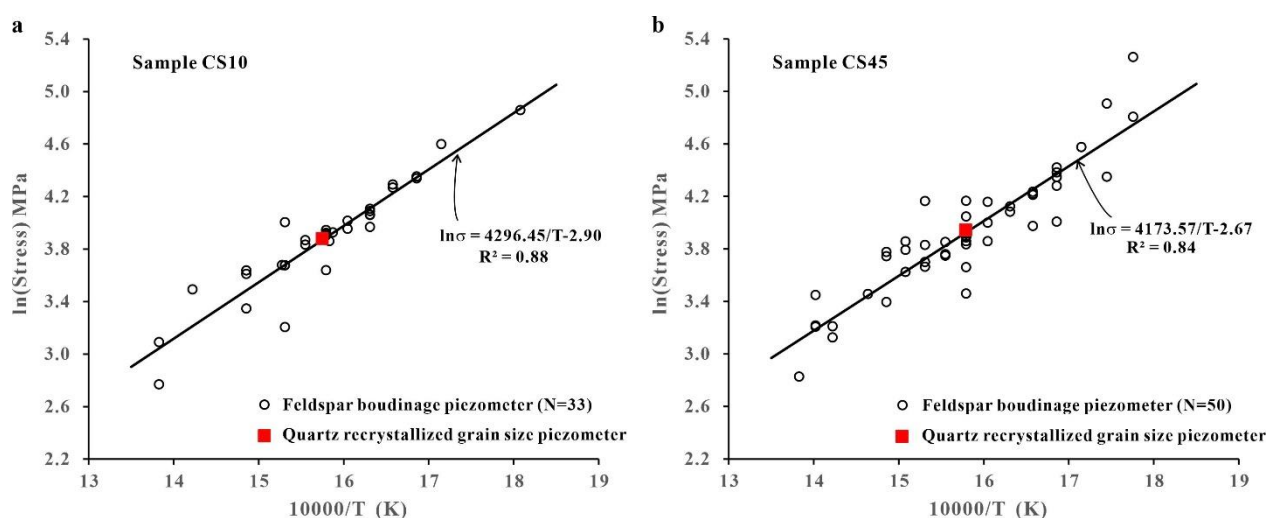 a
Sample CS10
5.4
5.0
4.6
4.2
3.8
3.4
3.0
2.6
2.2
ln(Stress) MPa
lnσ = 4296.45/T-2.90
R² = 0.88
Feldspar boudinage piezometer (N=33)
Quartz recrystallized grain size piezometer
13 14 15 16 17 18 19
10000/T (K)
b
Sample CS45
5.4
5.0
4.6
4.2
3.8
3.4
3.0
2.6
2.2
ln(Stress) MPa
lnσ = 4173.57/T-2.67
R² = 0.84
Feldspar boudinage piezometer (N=50)
Quartz recrystallized grain size piezometer
13 14 15 16 17 18 19
10000/T (K)